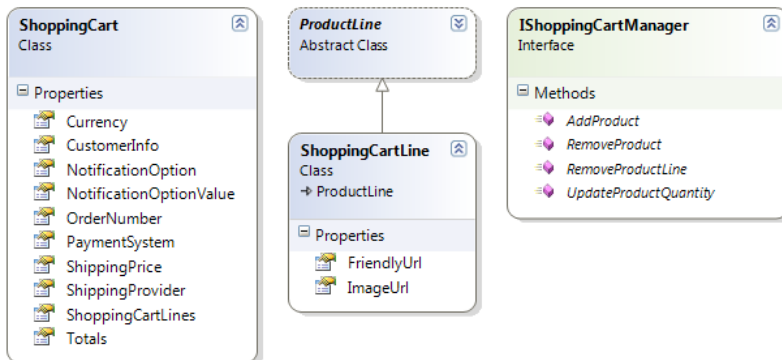 ShoppingCart
Class
Properties
Currency
CustomerInfo
NotificationOption
NotificationOptionValue
OrderNumber
PaymentSystem
ShippingPrice
ShippingProvider
ShoppingCartLines
Totals
ProductLine
Abstract Class
ShoppingCartLine
Class
ProductLine
Properties
FriendlyUrl
ImageUrl
IShoppingCartManager
Interface
Methods
AddProduct
RemoveProduct
RemoveProductLine
UpdateProductQuantity